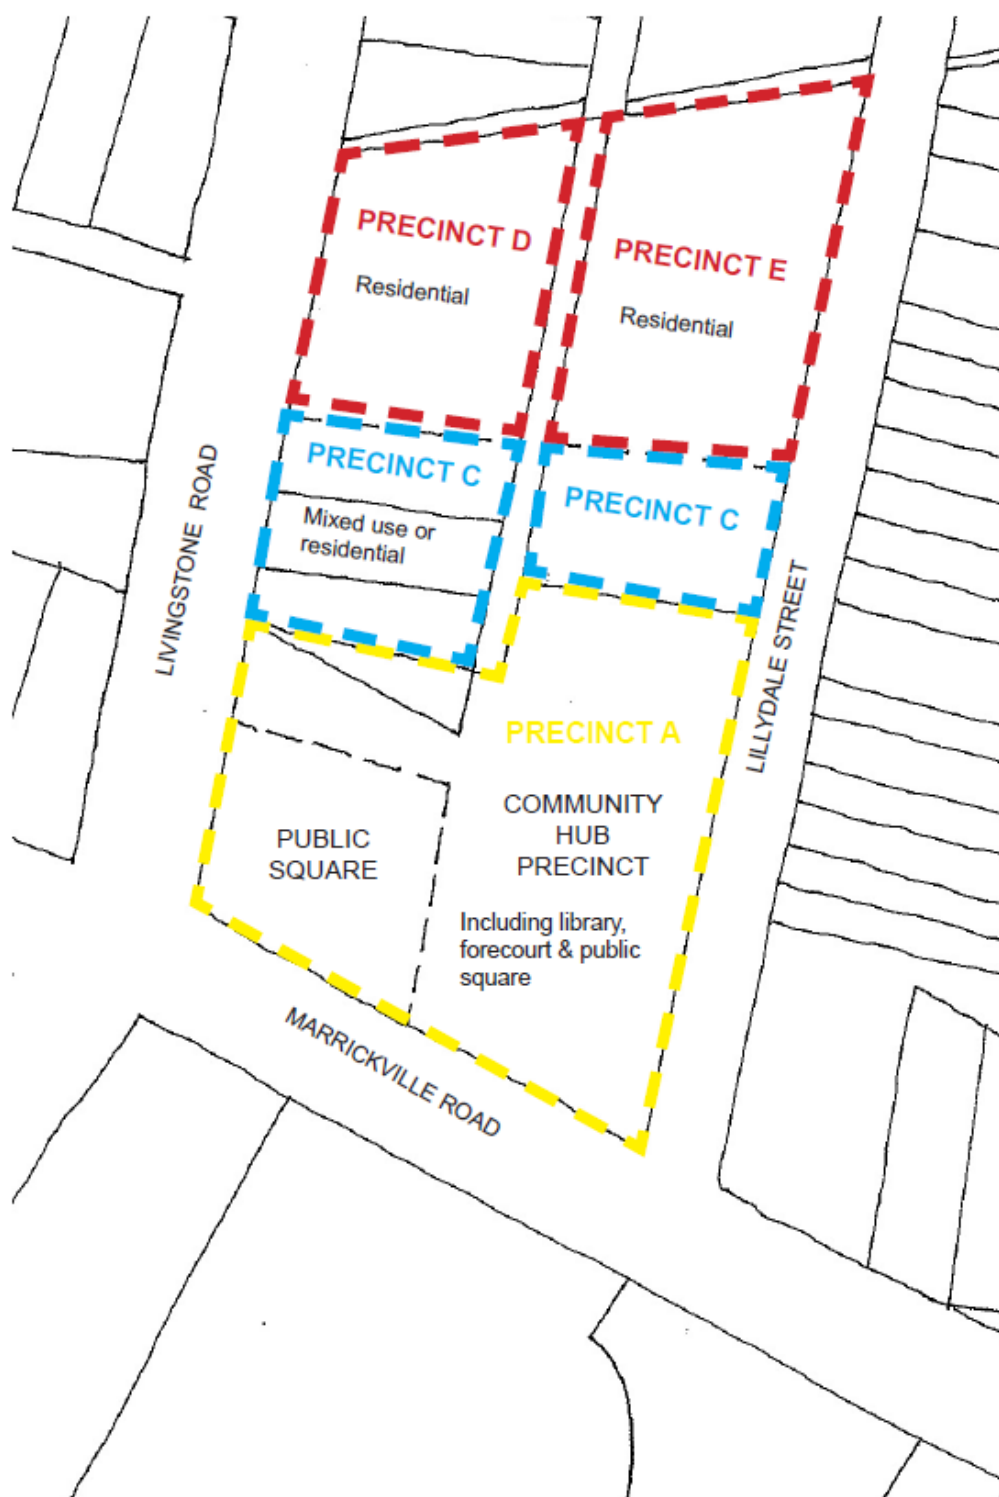 PRECINCT D
Residential
PRECINCT E
Residential
PRECINCT C
Mixed use or
residential
PRECINCT C
LIVINGSTONE ROAD
LILLYDALE STREET
PRECINCT A
COMMUNITY
HUB
PRECINCT
Including library,
forecourt & public
square
PUBLIC
SQUARE
MARRICKVILLE ROAD